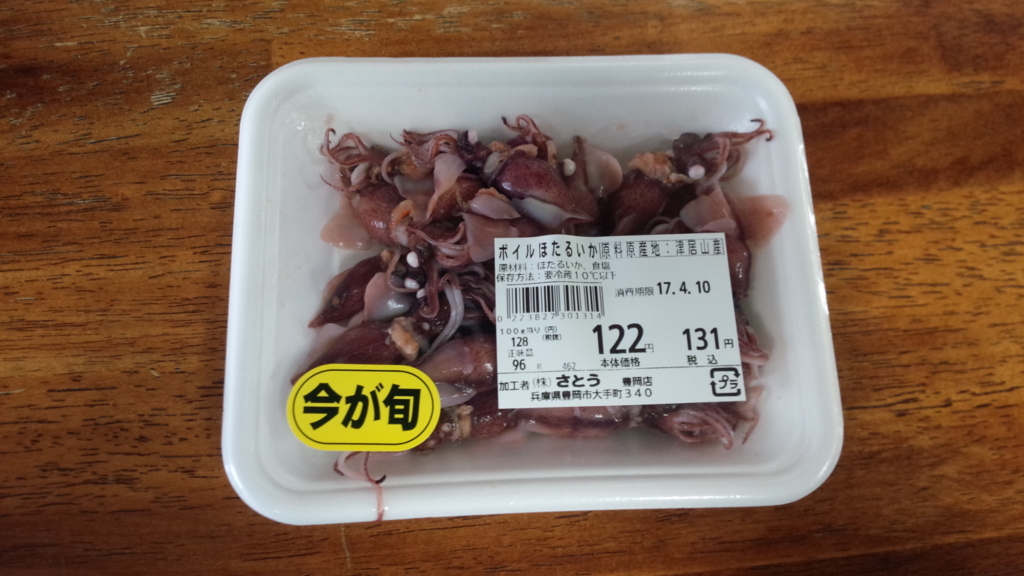 ボイルほたるいか(原料原産地：津居山産)
原材料：ほたるいか、食塩
保存方法：要冷蔵10℃以下
消費期限 17.4.10
0 223827 301314
100g当り(円)
128 (税抜)
正味量
96 g 462
122円
本体価格
131円
税込
加工者 (株)さとう 豊岡店
兵庫県豊岡市大手町340
プラ
今が旬